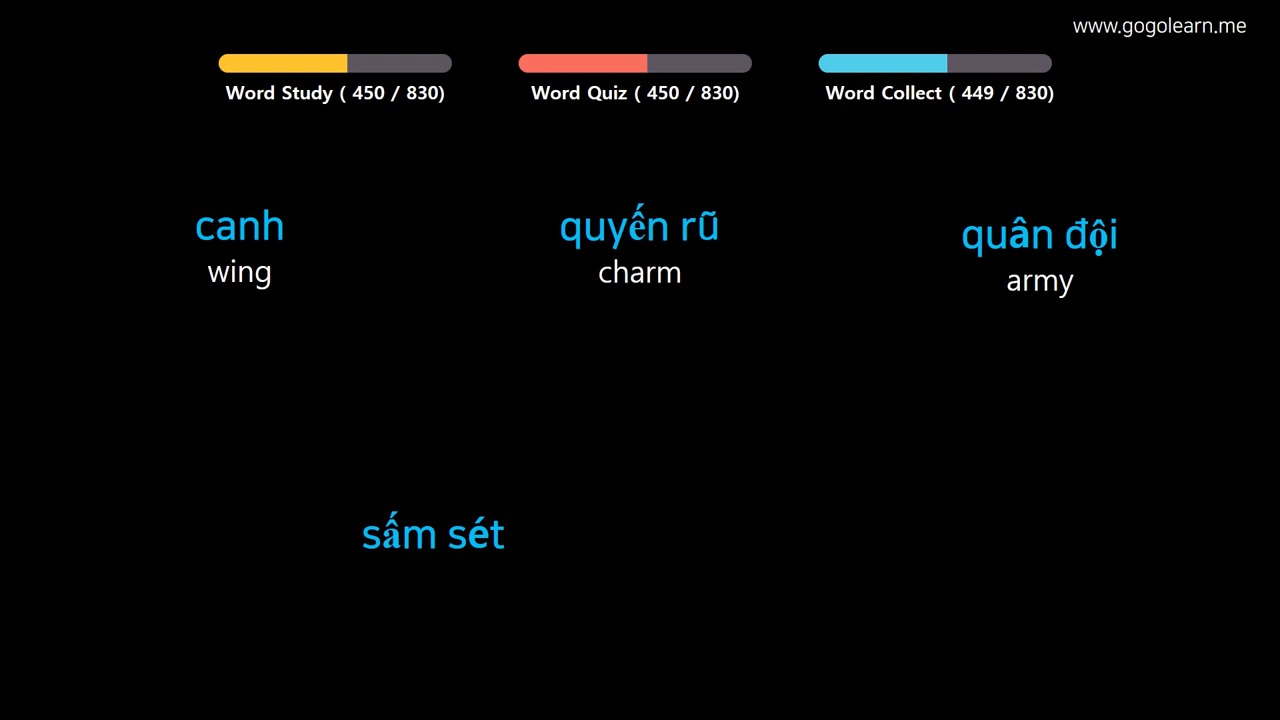 www.gogolearn.me
Word Study ( 450 / 830)
Word Quiz ( 450 / 830)
Word Collect ( 449 / 830)
canh
wing
quyến rũ
charm
quân đội
army
sấm sét